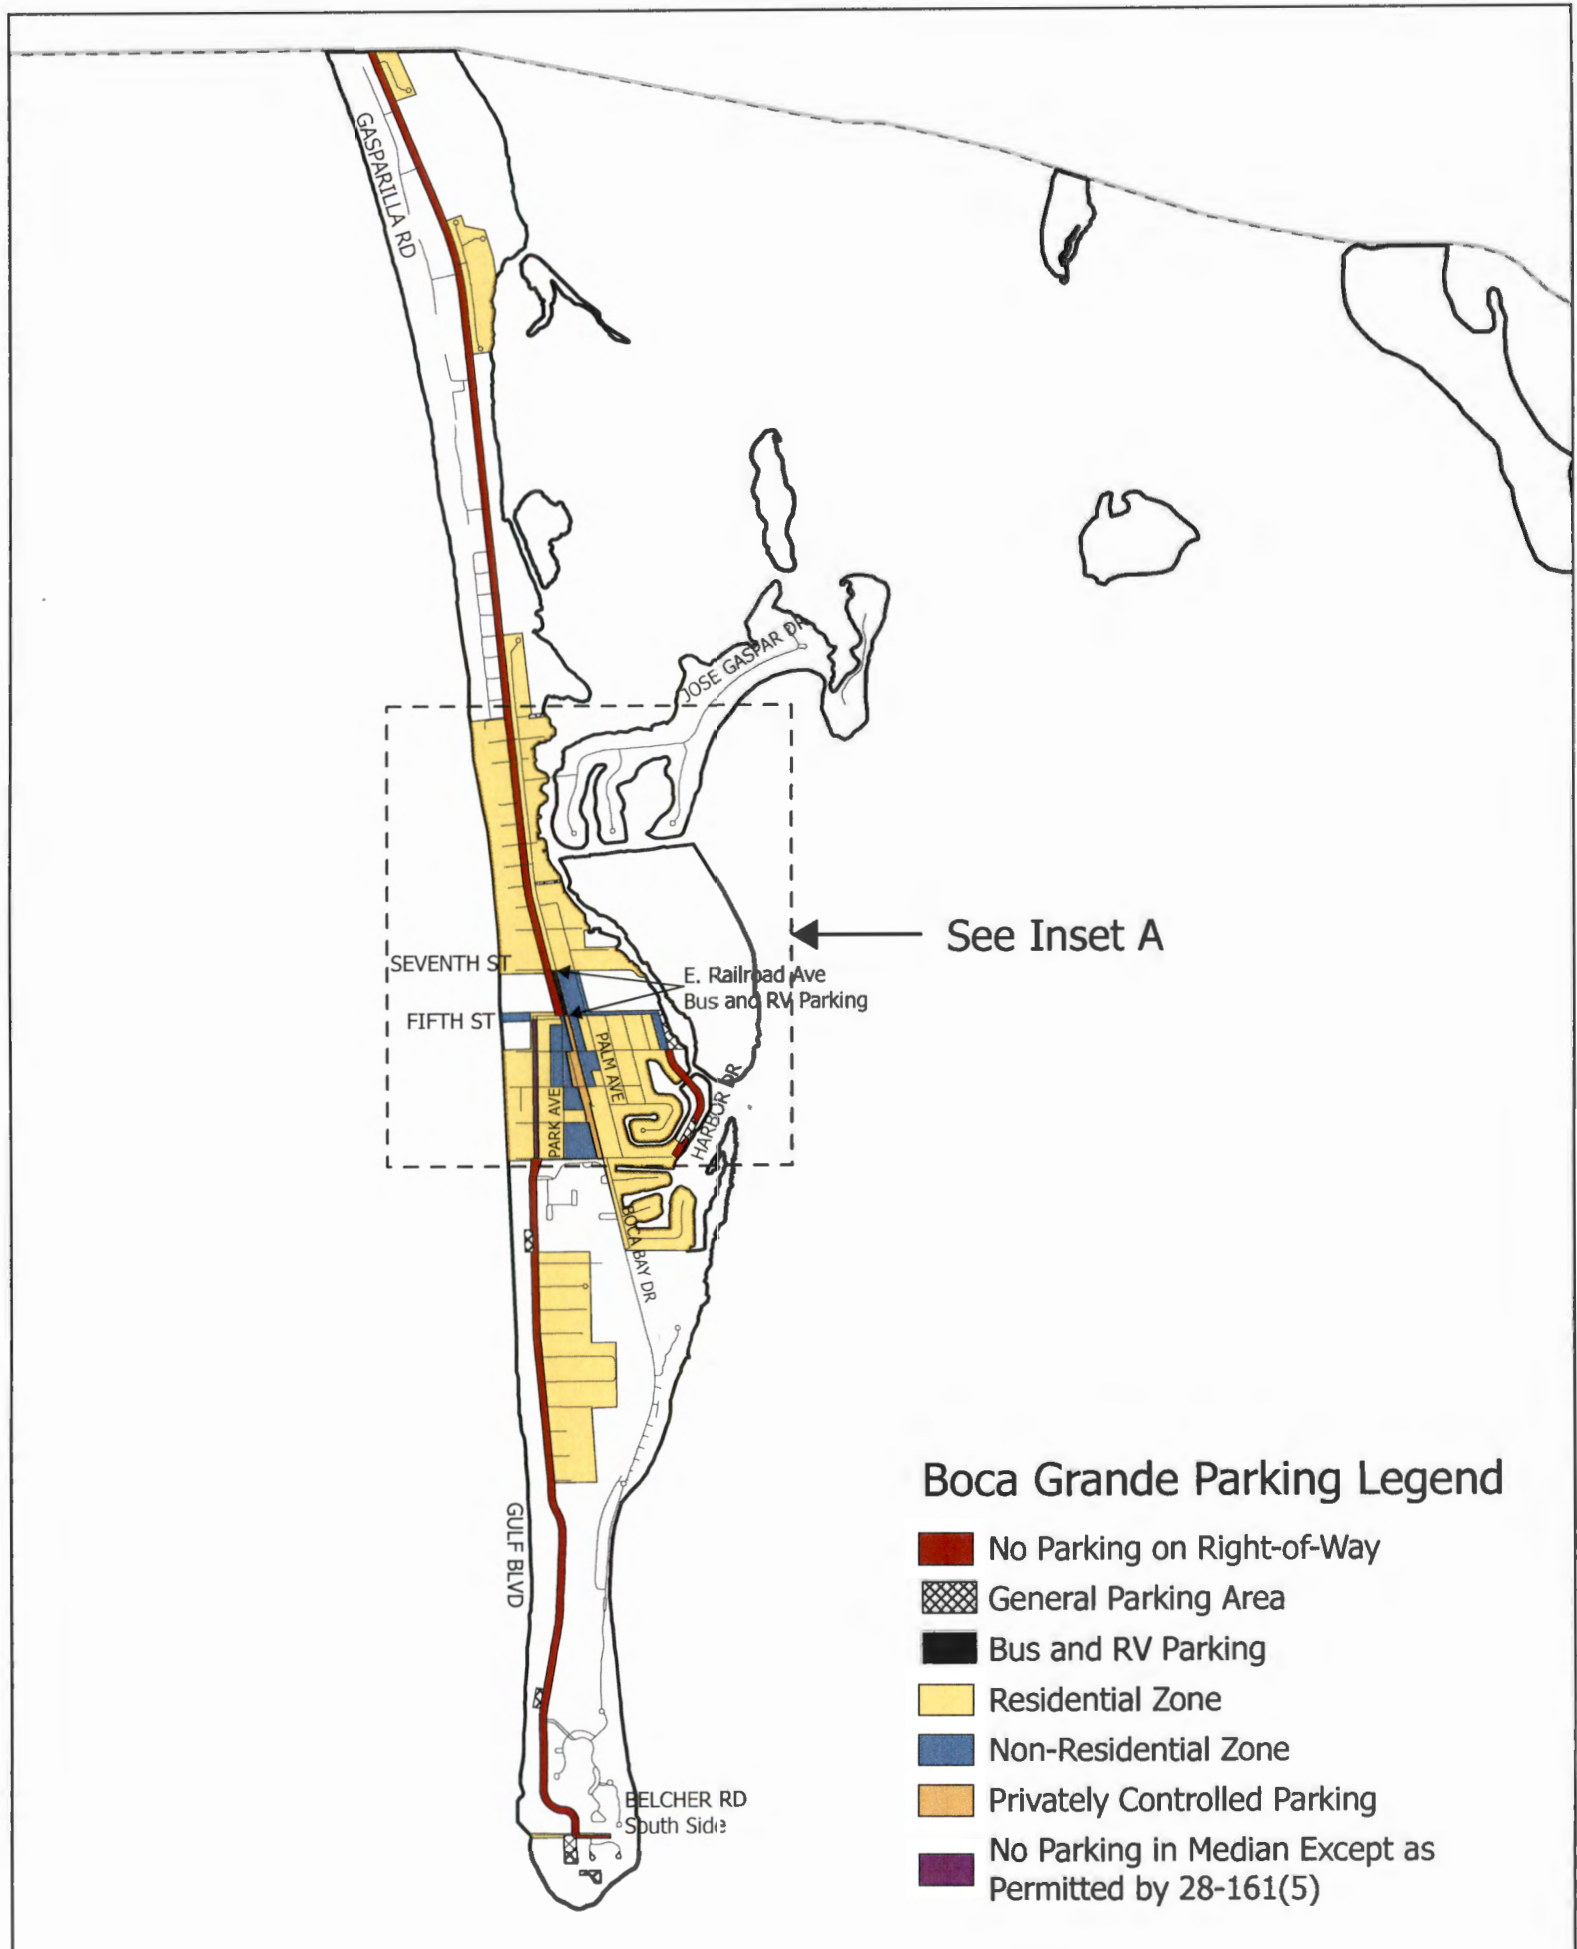 GASPARILLA RD
JOSE GASPAR DR
See Inset A
SEVENTH ST
E. Railroad Ave
Bus and RV Parking
FIFTH ST
PALM AVE
PARK AVE
HARBOR DR
BOCA BAY DR
GULF BLVD
BELCHER RD
South Side
Boca Grande Parking Legend
No Parking on Right-of-Way
General Parking Area
Bus and RV Parking
Residential Zone
Non-Residential Zone
Privately Controlled Parking
No Parking in Median Except as
Permitted by 28-161(5)